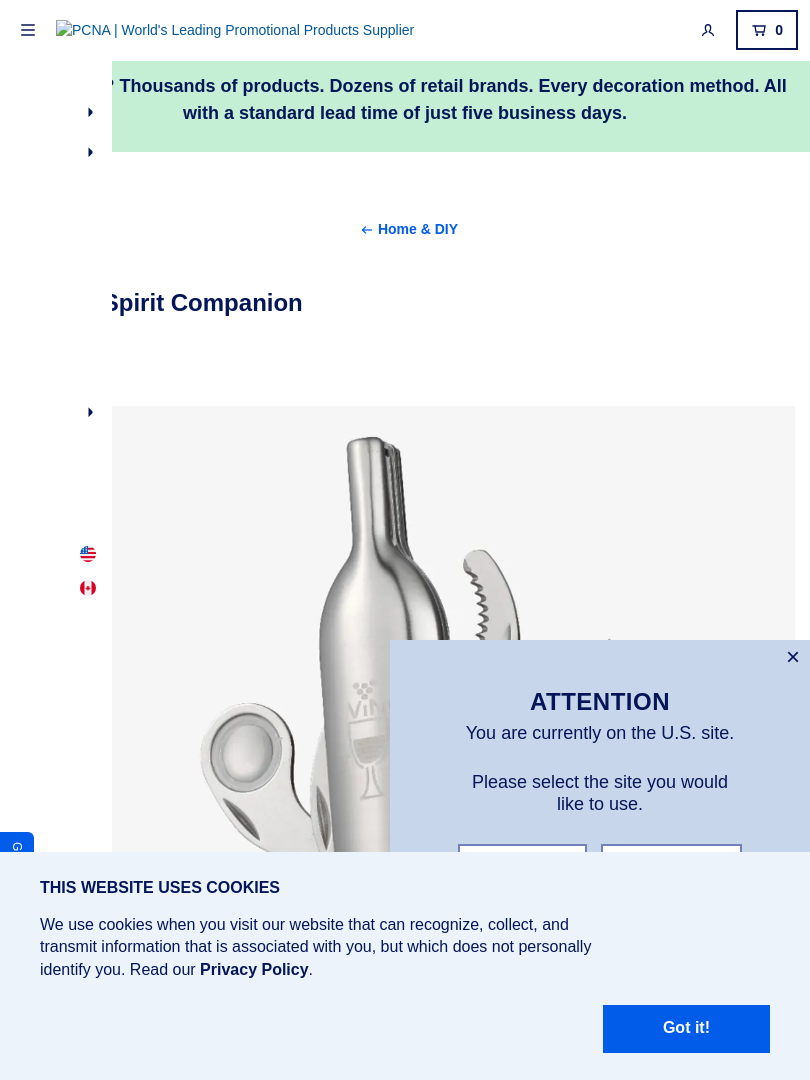 PCNA | World's Leading Promotional Products Supplier
0
? Thousands of products. Dozens of retail brands. Every decoration method. All
with a standard lead time of just five business days.
Home & DIY
Spirit Companion
VIN
ATTENTION
You are currently on the U.S. site.
Please select the site you would
like to use.
G
THIS WEBSITE USES COOKIES
We use cookies when you visit our website that can recognize, collect, and
transmit information that is associated with you, but which does not personally
identify you. Read our Privacy Policy.
Got it!